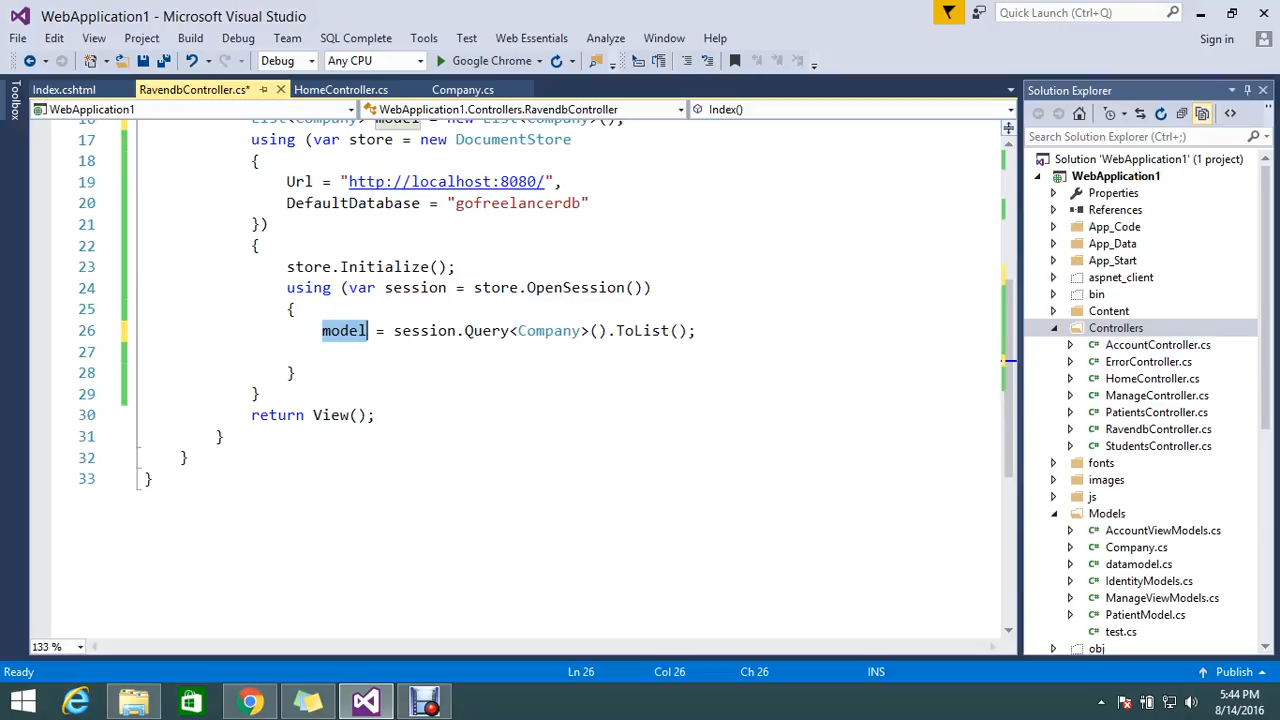 WebApplication1 - Microsoft Visual Studio
Quick Launch (Ctrl+Q)
File Edit View Project Build Debug Team SQL Complete Tools Test Web Essentials Analyze Window Help
Sign in
Debug Any CPU Google Chrome
Toolbox
Index.cshtml RavendbController.cs* HomeController.cs Company.cs
WebApplication1 WebApplication1.Controllers.RavendbController Index()
16 List<Company> model = new List<Company>();
17 using (var store = new DocumentStore
18 {
19 Url = "http://localhost:8080/",
20 DefaultDatabase = "gofreelancerdb"
21 })
22 {
23 store.Initialize();
24 using (var session = store.OpenSession())
25 {
26 model = session.Query<Company>().ToList();
27
28 }
29 }
30 return View();
31 }
32 }
33 }
133 %
Solution Explorer
Search Solution Explorer (Ctrl+;)
Solution 'WebApplication1' (1 project)
WebApplication1
Properties
References
App_Code
App_Data
App_Start
aspnet_client
bin
Content
Controllers
C# AccountController.cs
C# ErrorController.cs
C# HomeController.cs
C# ManageController.cs
C# PatientsController.cs
C# RavendbController.cs
C# StudentsController.cs
fonts
images
js
Models
C# AccountViewModels.cs
C# Company.cs
C# datamodel.cs
C# IdentityModels.cs
C# ManageViewModels.cs
C# PatientModel.cs
C# test.cs
obj
Ready Ln 26 Col 26 Ch 26 INS Publish
5:44 PM
8/14/2016